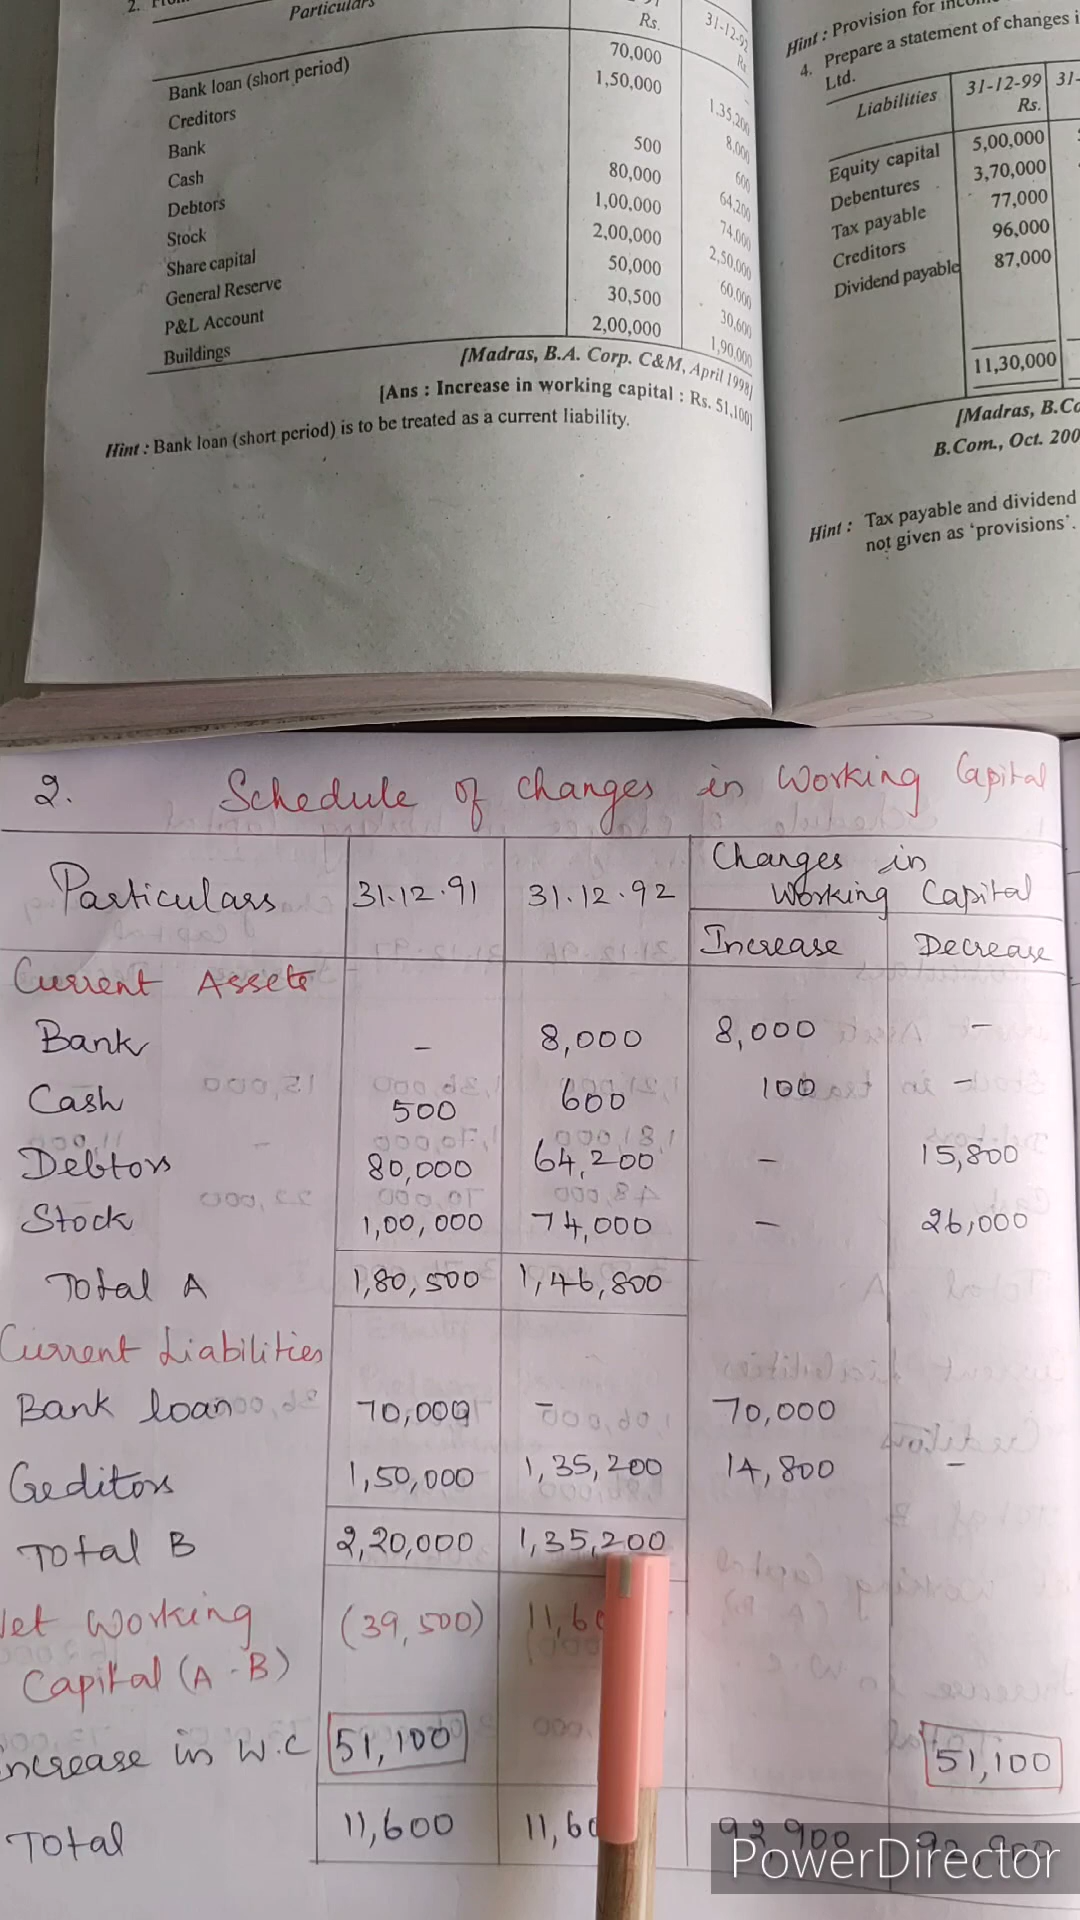 2.
Particulars
Rs.
31-12-92
Bank loan (short period) 70,000
Creditors 1,50,000 1,35,200
Bank 8,000
Cash 500 600
Debtors 80,000 64,200
Stock 1,00,000 74,000
Share capital 2,00,000 2,50,000
General Reserve 50,000 60,000
P&L Account 30,500 30,600
Buildings 2,00,000 1,90,000
[Madras, B.A. Corp. C&M, April 1998]
[Ans : Increase in working capital : Rs. 51,100]
Hint : Bank loan (short period) is to be treated as a current liability.
Hint : Provision for
4. Prepare a statement of changes i
Ltd.
Liabilities 31-12-99 31-
Rs.
Equity capital 5,00,000
Debentures 3,70,000
Tax payable 77,000
Creditors 96,000
Dividend payable 87,000
11,30,000
[Madras, B.Co
B.Com., Oct. 200
Hint : Tax payable and dividend
not given as 'provisions'.
2. Schedule of changes in Working Capital
Particulars 31.12.91 31.12.92 Changes in Working Capital
Increase Decrease
Current Assets
Bank - 8,000 8,000 -
Cash 500 600 100 -
Debtors 80,000 64,200 - 15,800
Stock 1,00,000 74,000 - 26,000
Total A 1,80,500 1,46,800
Current Liabilities
Bank loan 70,000 - 70,000
Creditors 1,50,000 1,35,200 14,800 -
Total B 2,20,000 1,35,200
Net Working (39,500) 11,60
Capital (A-B)
Increase in W.C 51,100 51,100
Total 11,600 11,60 92,900 92,900
PowerDirector